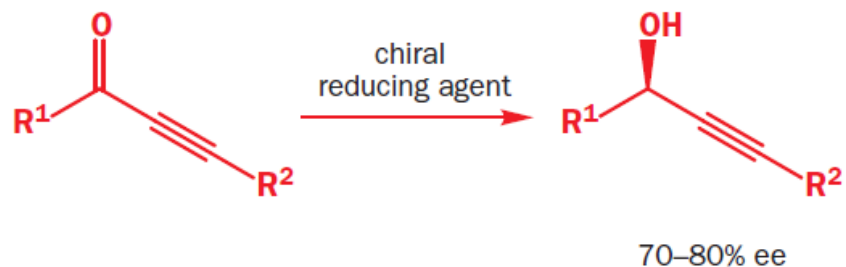 O
R¹
R²
chiral
reducing agent
OH
R¹
R²
70–80% ee